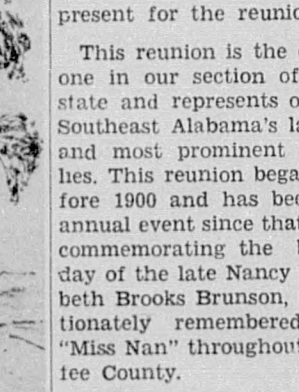 present for the reunio
This reunion is the
one in our section of
state and represents o
Southeast Alabama's la
and most prominent
lies. This reunion bega
fore 1900 and has bee
annual event since that
commemorating the
day of the late Nancy
beth Brooks Brunson,
tionately remembered
"Miss Nan" throughout
fee County.